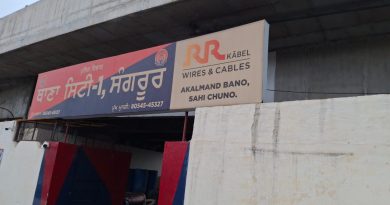 ਥਾਣਾ ਸਿਟੀ-1, ਸੰਗਰੂਰ
RR KABEL
WIRES & CABLES
AKALMAND BANO,
SAHI CHUNO.